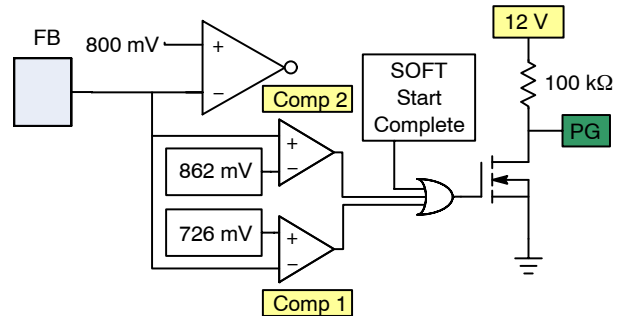 FB
800 mV
+
−
Comp 2
+
−
862 mV
726 mV
+
−
Comp 1
SOFT
Start
Complete
12 V
100 kΩ
PG